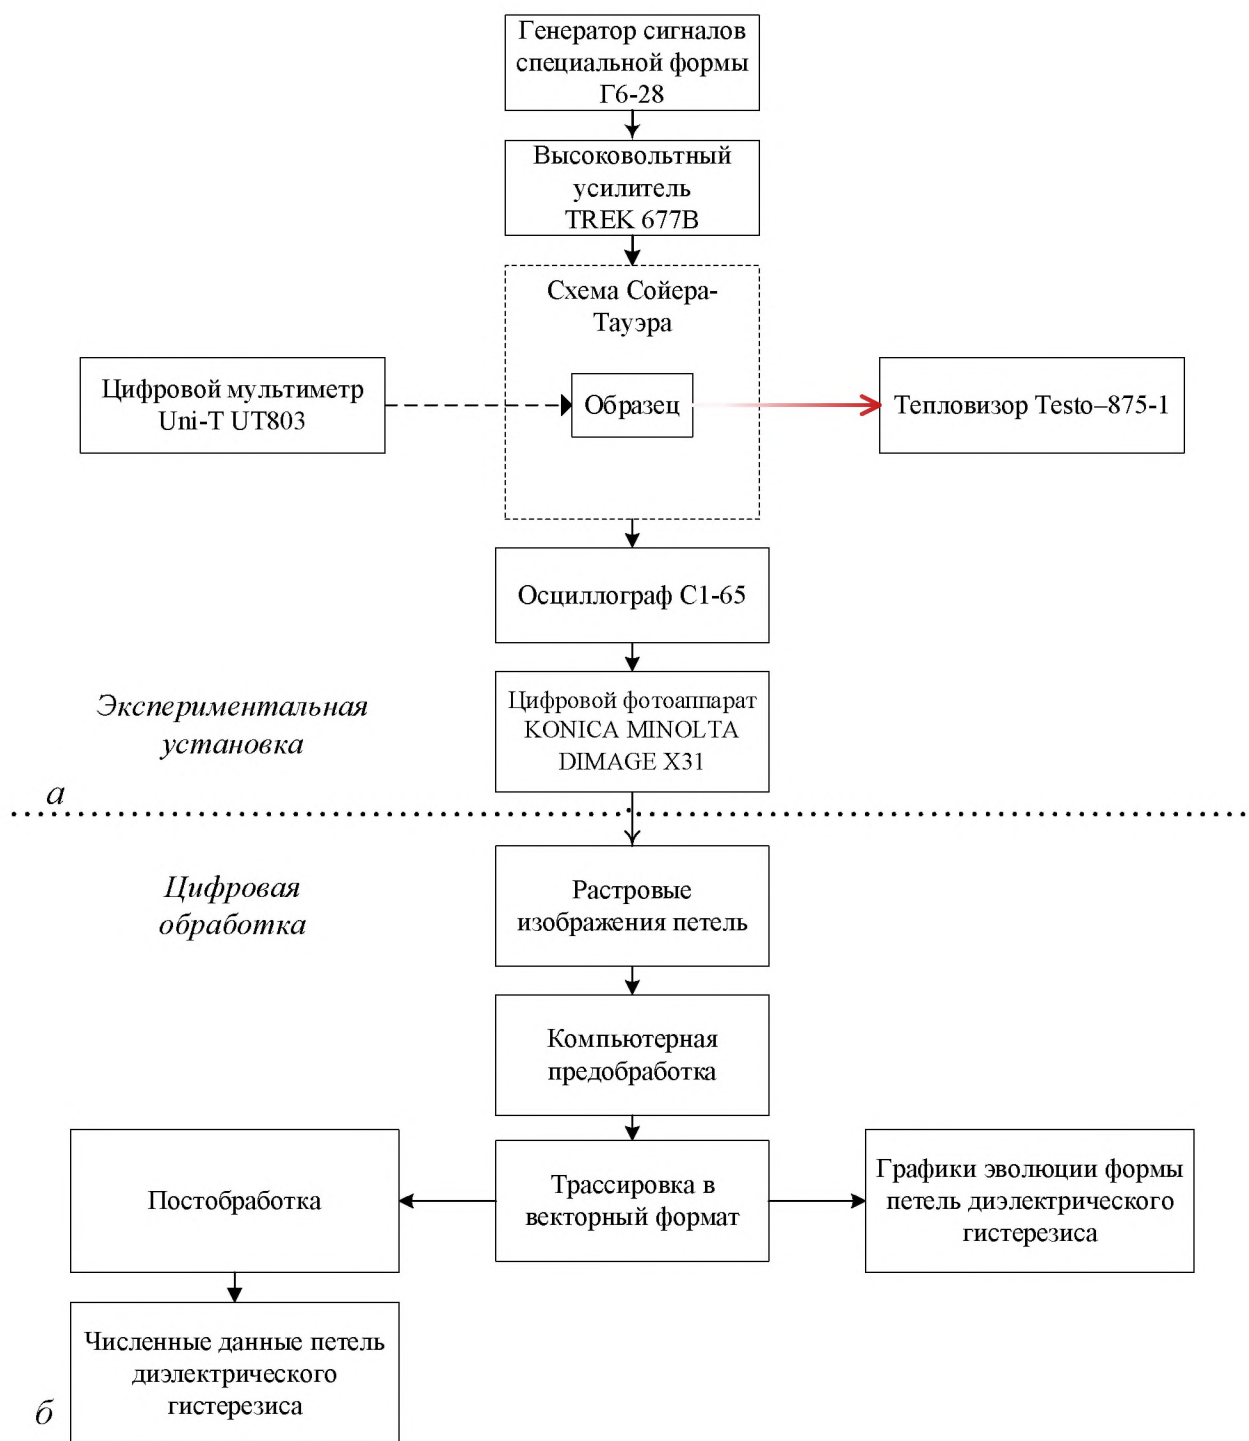 Генератор сигналов
специальной формы
Г6-28
Высоковольтный
усилитель
TREK 677B
Схема Сойера-
Тауэра
Цифровой мультиметр
Uni-T UT803
Образец
Тепловизор Testo–875-1
Осциллограф С1-65
Цифровой фотоаппарат
KONICA MINOLTA
DIMAGE X31
Экспериментальная
установка
а
Цифровая
обработка
Растровые
изображения петель
Компьютерная
предобработка
Постобработка
Трассировка в
векторный формат
Графики эволюции формы
петель диэлектрического
гистерезиса
Численные данные петель
диэлектрического
гистерезиса
б